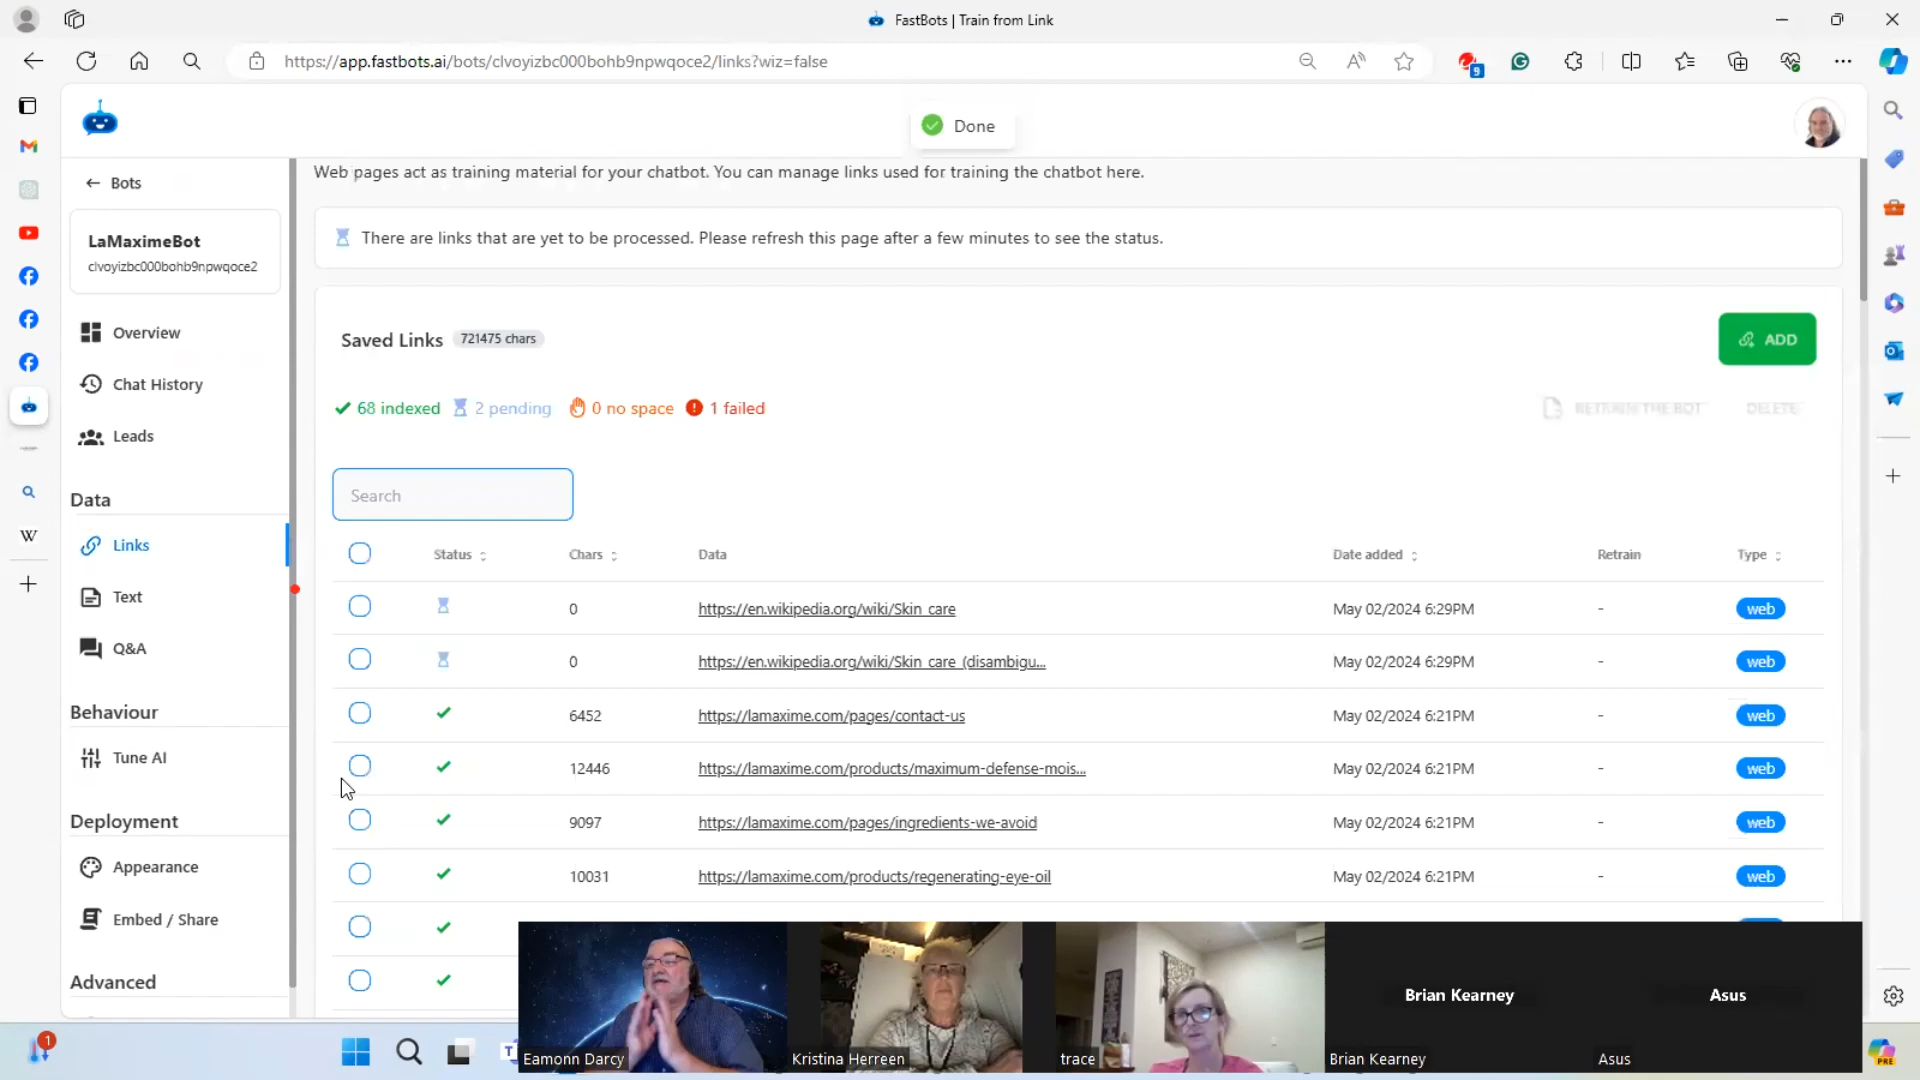 FastBots | Train from Link
https://app.fastbots.ai/bots/clvoyizbc000bohb9npwqoce2/links?wiz=false
9
Done
Bots
LaMaximeBot
clvoyizbc000bohb9npwqoce2
Overview
Chat History
Leads
Data
Links
Text
Q&A
Behaviour
Tune AI
Deployment
Appearance
Embed / Share
Advanced
Web pages act as training material for your chatbot. You can manage links used for training the chatbot here.
There are links that are yet to be processed. Please refresh this page after a few minutes to see the status.
Saved Links 721475 chars
ADD
68 indexed 2 pending 0 no space 1 failed
RETRAIN THE BOT DELETE
Search
Status Chars Data Date added Retrain Type
0 https://en.wikipedia.org/wiki/Skin_care May 02/2024 6:29PM - web
0 https://en.wikipedia.org/wiki/Skin_care_(disambigu... May 02/2024 6:29PM - web
6452 https://lamaxime.com/pages/contact-us May 02/2024 6:21PM - web
12446 https://lamaxime.com/products/maximum-defense-mois... May 02/2024 6:21PM - web
9097 https://lamaxime.com/pages/ingredients-we-avoid May 02/2024 6:21PM - web
10031 https://lamaxime.com/products/regenerating-eye-oil May 02/2024 6:21PM - web
Brian Kearney
Asus
Eamonn Darcy
Kristina Herreen
trace
Brian Kearney
Asus
W
1
T
PRE